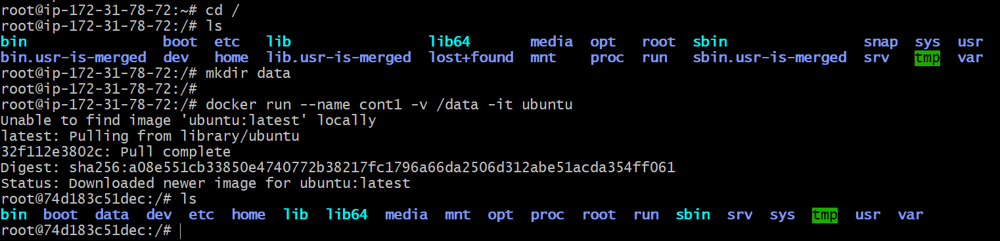 root@ip-172-31-78-72:~# cd /
root@ip-172-31-78-72:/# ls
bin                boot  etc   lib                lib64       media  opt   root  sbin                snap  sys  usr
bin.usr-is-merged  dev   home  lib.usr-is-merged  lost+found  mnt    proc  run   sbin.usr-is-merged  srv   tmp  var
root@ip-172-31-78-72:/# mkdir data
root@ip-172-31-78-72:/#
root@ip-172-31-78-72:/# docker run --name cont1 -v /data -it ubuntu
Unable to find image 'ubuntu:latest' locally
latest: Pulling from library/ubuntu
32f112e3802c: Pull complete
Digest: sha256:a08e551cb33850e4740772b38217fc1796a66da2506d312abe51acda354ff061
Status: Downloaded newer image for ubuntu:latest
root@74d183c51dec:/# ls
bin  boot  data  dev  etc  home  lib  lib64  media  mnt  opt  proc  root  run  sbin  srv  sys  tmp  usr  var
root@74d183c51dec:/#